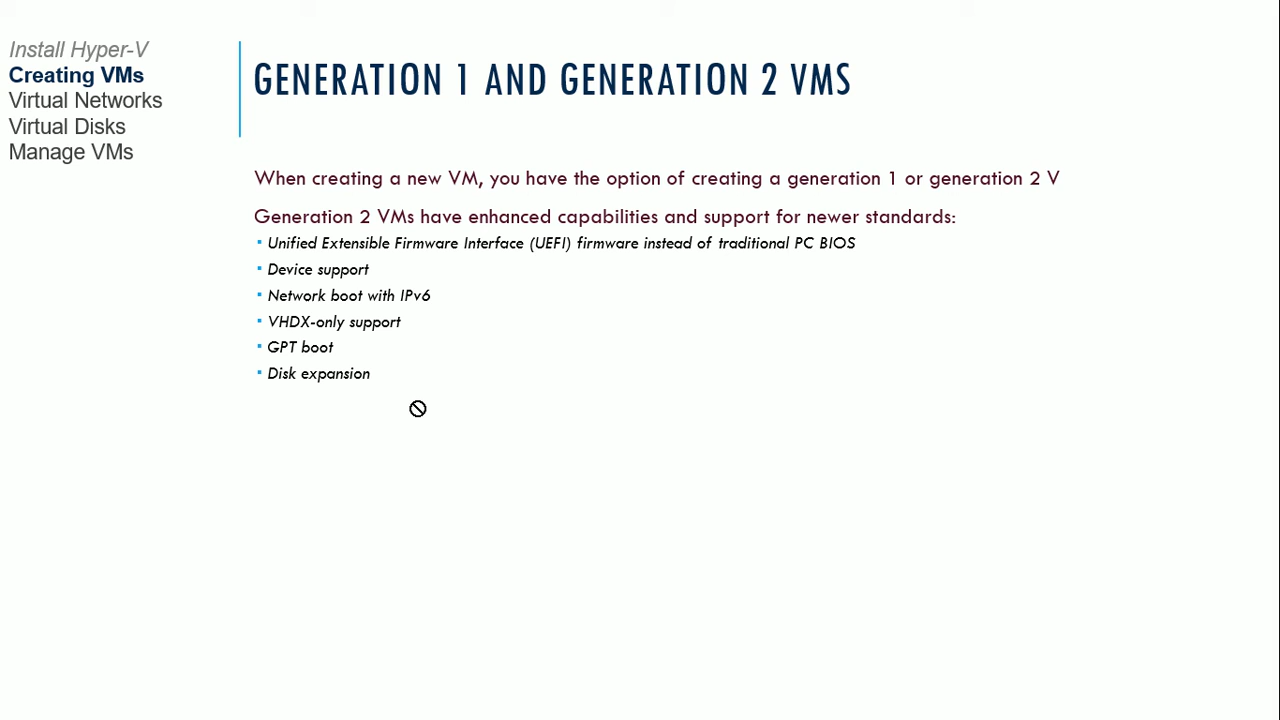 Install Hyper-V
Creating VMs
Virtual Networks
Virtual Disks
Manage VMs
GENERATION 1 AND GENERATION 2 VMS
When creating a new VM, you have the option of creating a generation 1 or generation 2 V
Generation 2 VMs have enhanced capabilities and support for newer standards:
▪ Unified Extensible Firmware Interface (UEFI) firmware instead of traditional PC BIOS
▪ Device support
▪ Network boot with IPv6
▪ VHDX-only support
▪ GPT boot
▪ Disk expansion